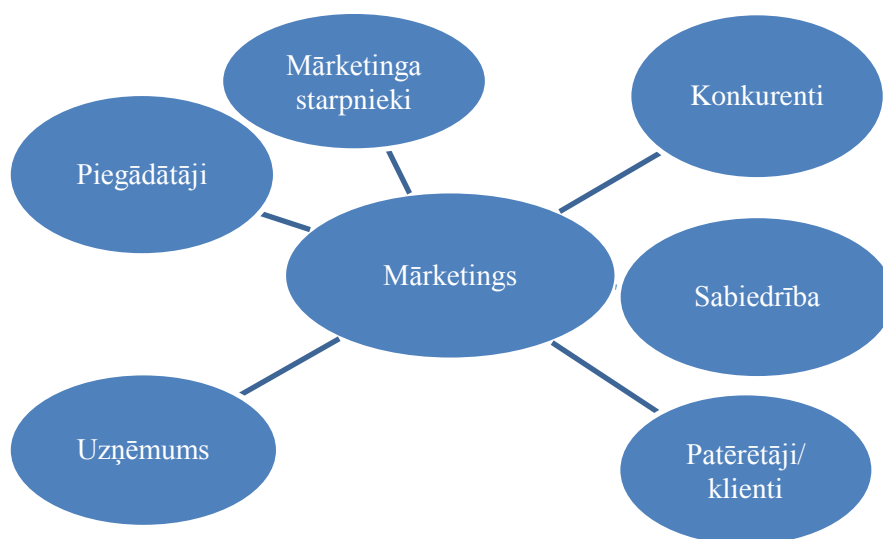 Mārketinga
starpnieki
Konkurenti
Piegādātāji
Mārketings
Sabiedrība
Uzņēmums
Patērētāji/
klienti